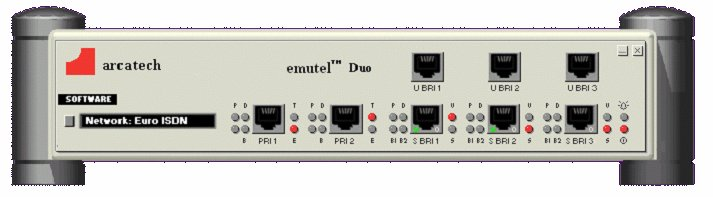 arcatech
emutel™ Duo
U BRI 1 U BRI 2 U BRI 3
SOFTWARE
Network: Euro ISDN
P D T P D T P D U P D U P D U
B E B E B1 B2 S B1 B2 S B1 B2 S
PRI 1 PRI 2 S BRI 1 S BRI 2 S BRI 3